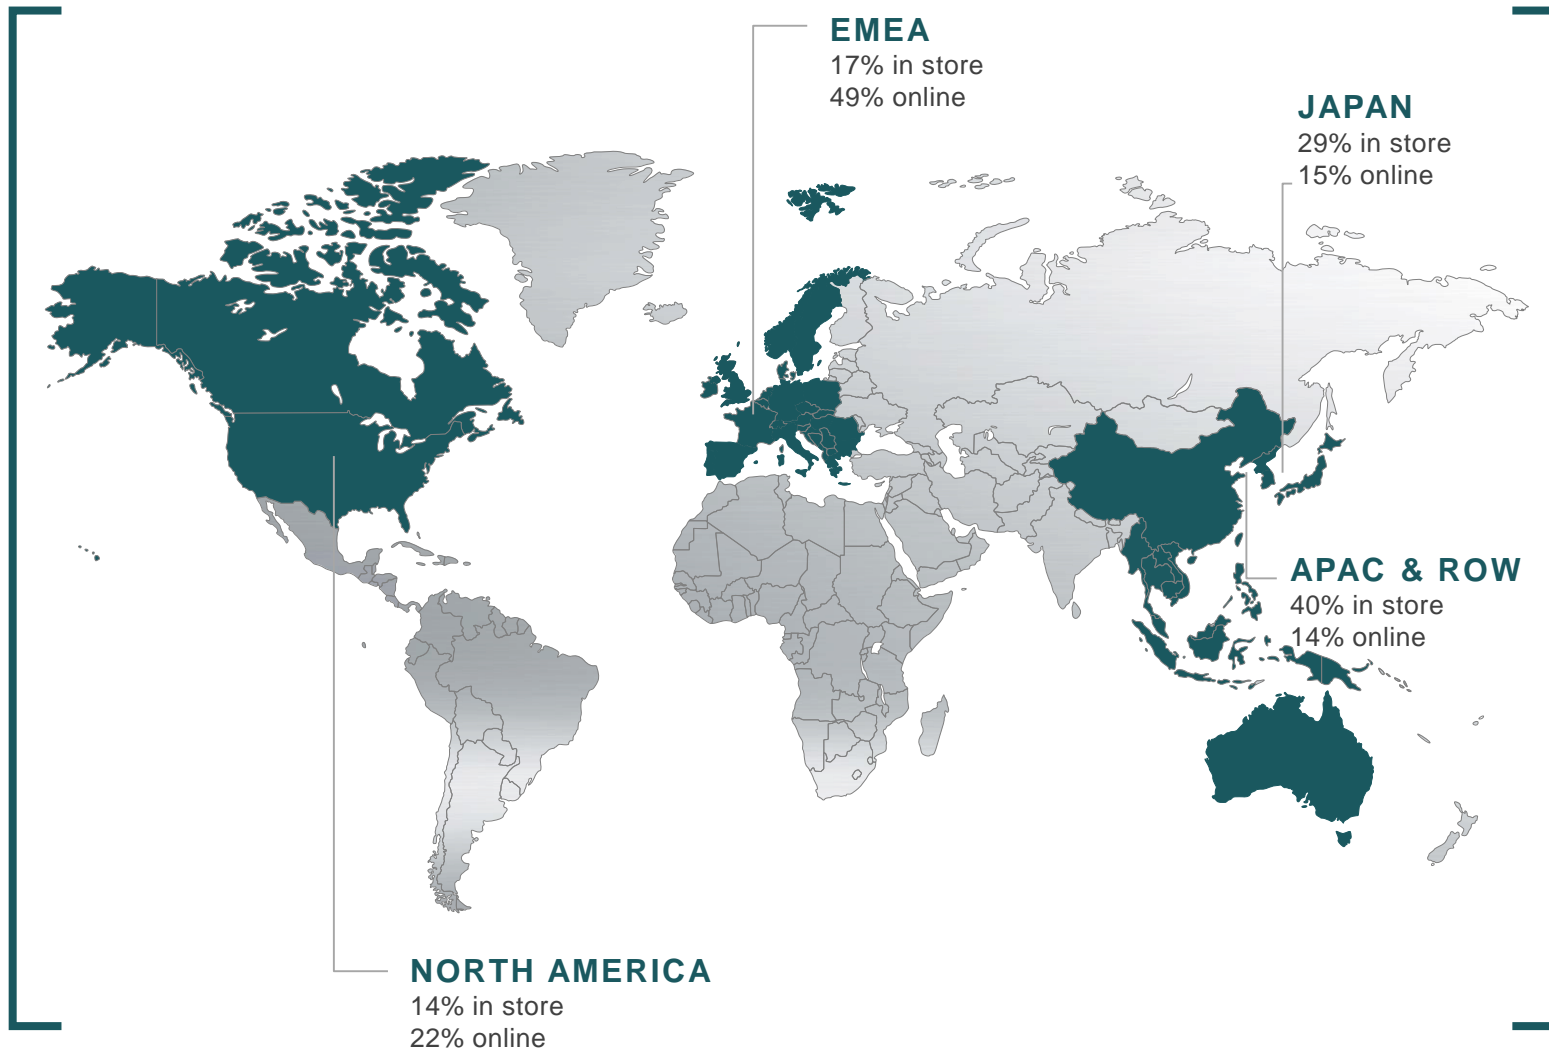 EMEA
17% in store
49% online
JAPAN
29% in store
15% online
APAC & ROW
40% in store
14% online
NORTH AMERICA
14% in store
22% online